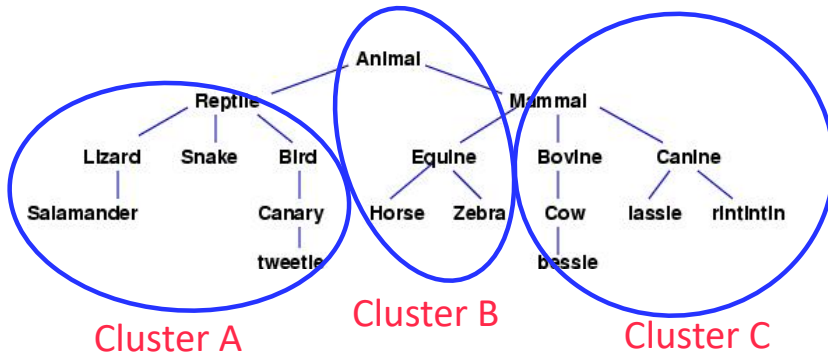 Animal
Reptile Mammal
Lizard Snake Bird Equine Bovine Canine
Salamander Canary Horse Zebra Cow lassie rintintin
tweetie bessie
Cluster A Cluster B Cluster C